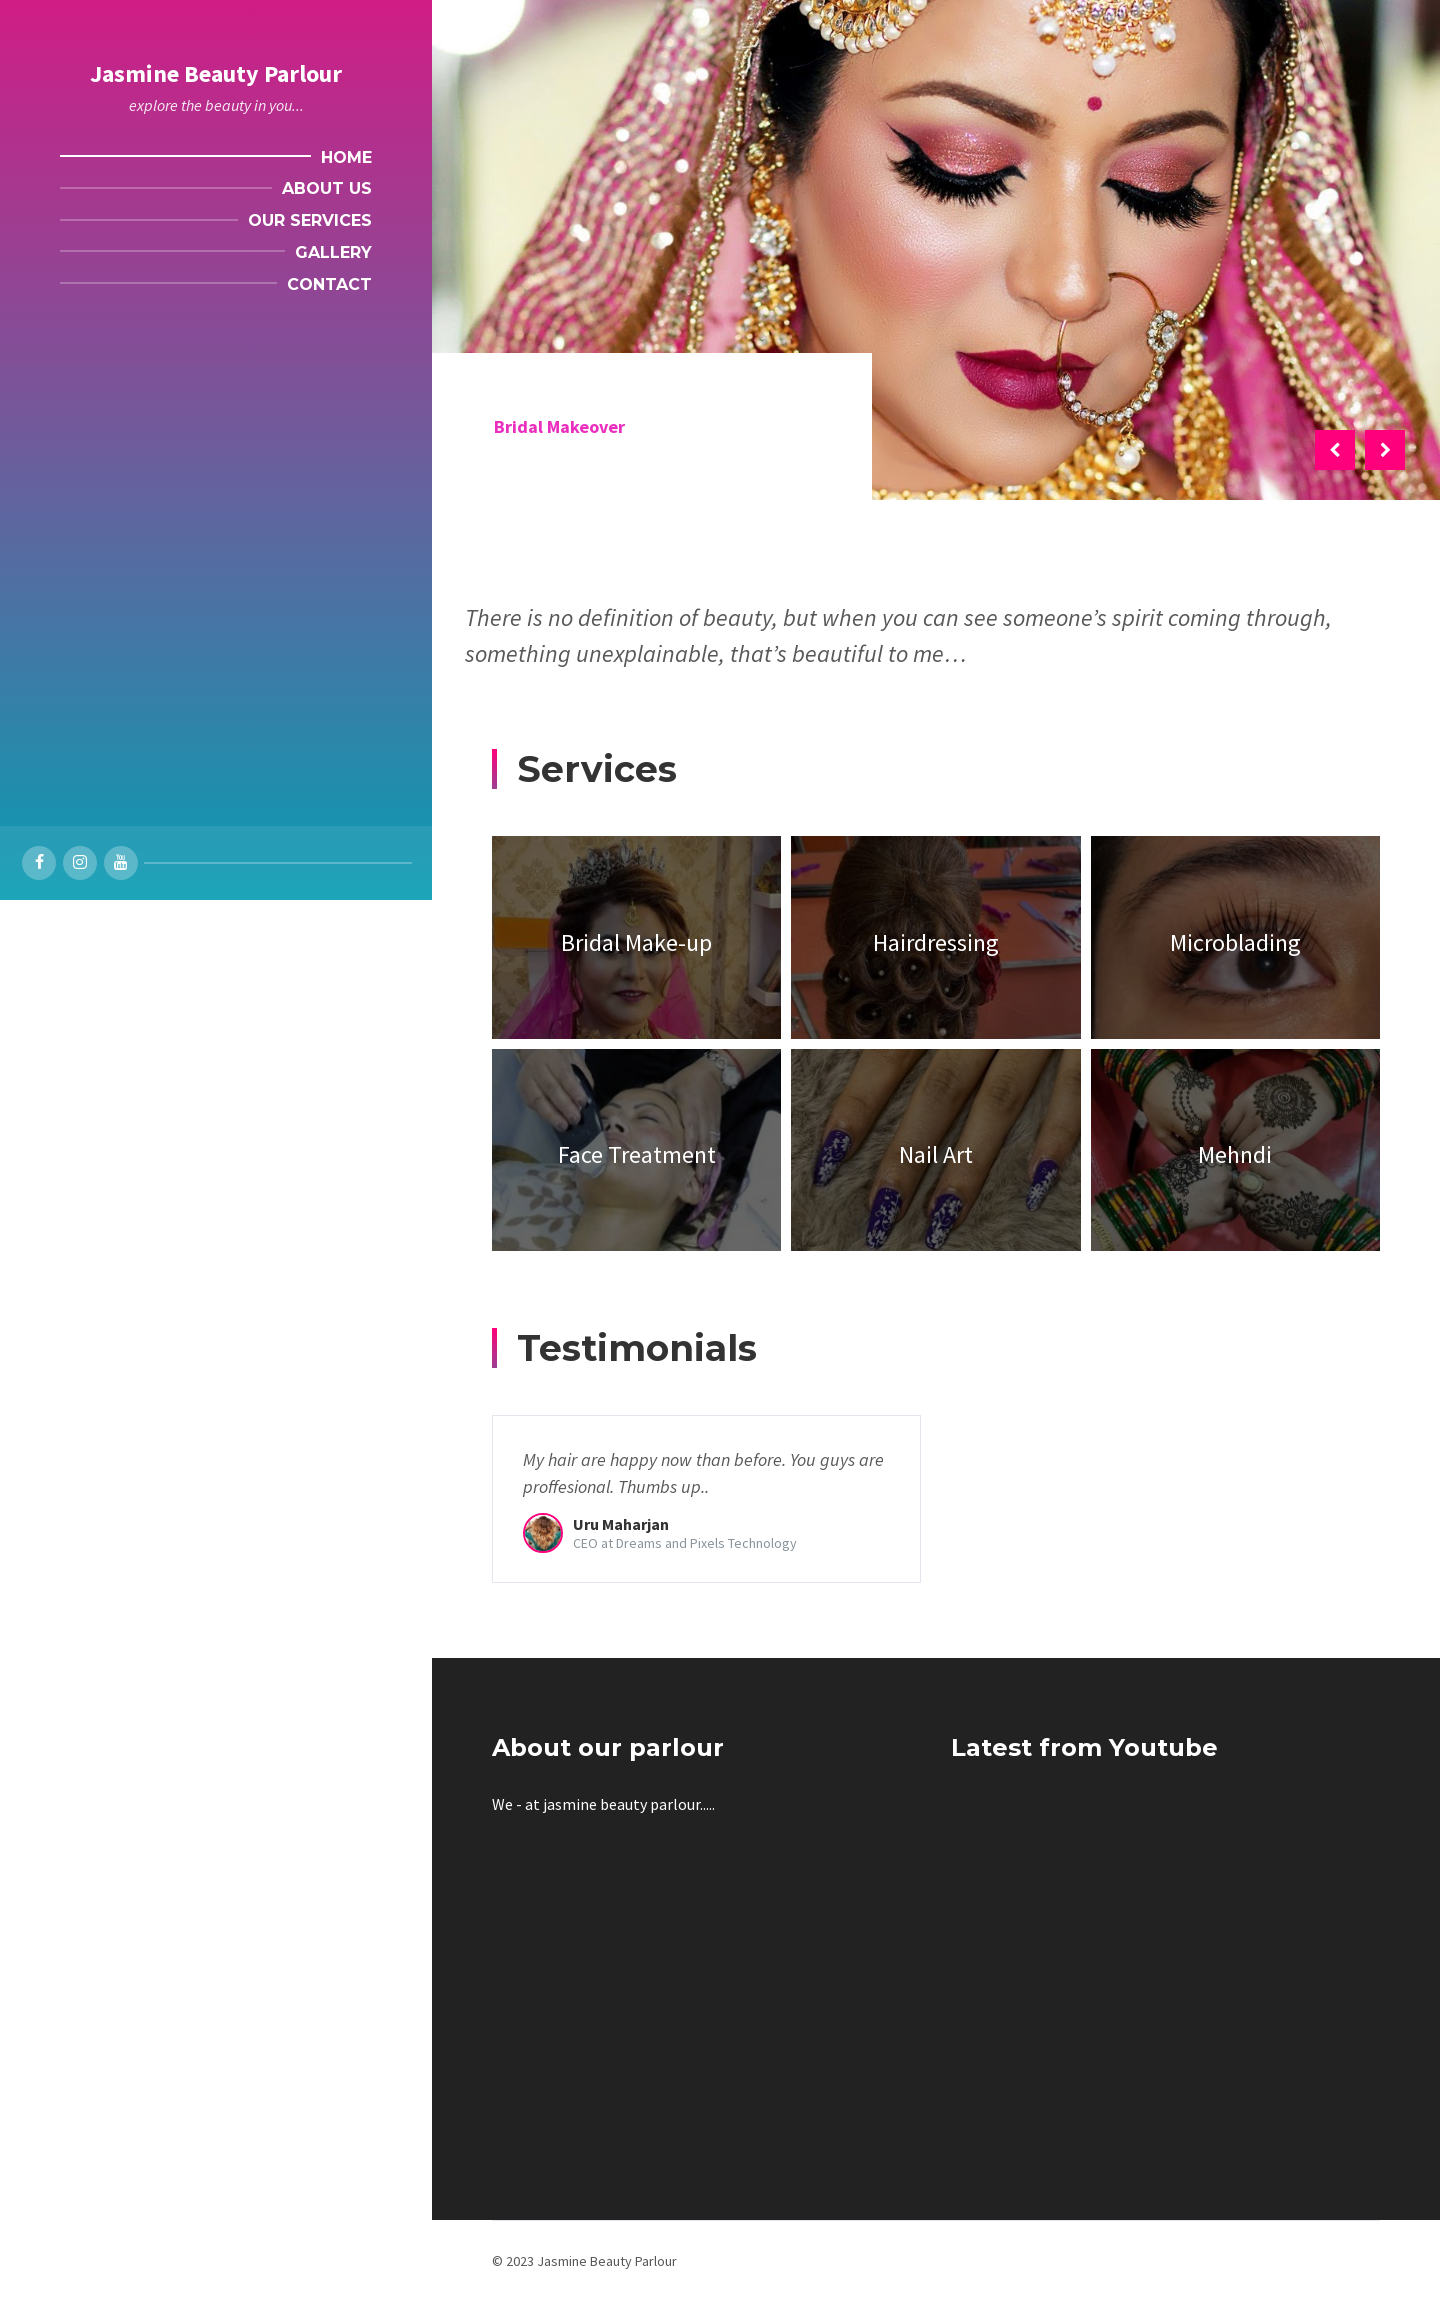 Jasmine Beauty Parlour
explore the beauty in you...
HOME
ABOUT US
OUR SERVICES
GALLERY
CONTACT
Bridal Makeover
There is no definition of beauty, but when you can see someone’s spirit coming through,
something unexplainable, that’s beautiful to me…
Services
Bridal Make-up
Hairdressing
Microblading
Face Treatment
Nail Art
Mehndi
Testimonials
My hair are happy now than before. You guys are
proffesional. Thumbs up..
Uru Maharjan
CEO at Dreams and Pixels Technology
About our parlour
We - at jasmine beauty parlour.....
Latest from Youtube
© 2023 Jasmine Beauty Parlour